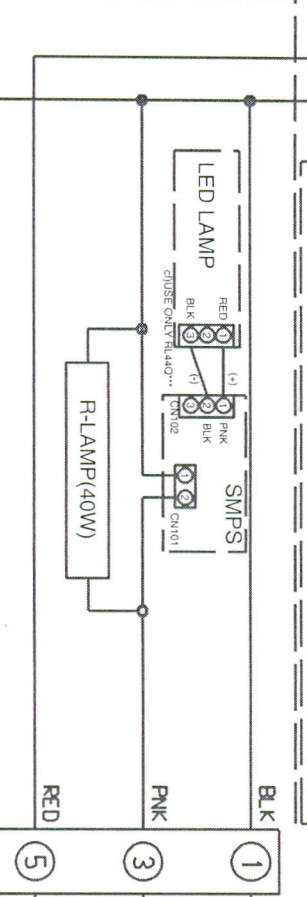 LED LAMP
RED
BLK
1
2
3
cf)USE ONLY RL44Q***
(+)
(-)
1
2
3
PNK
BLK
CN102
SMPS
1
2
CN101
R-LAMP(40W)
BLK
PNK
RED
1
3
5